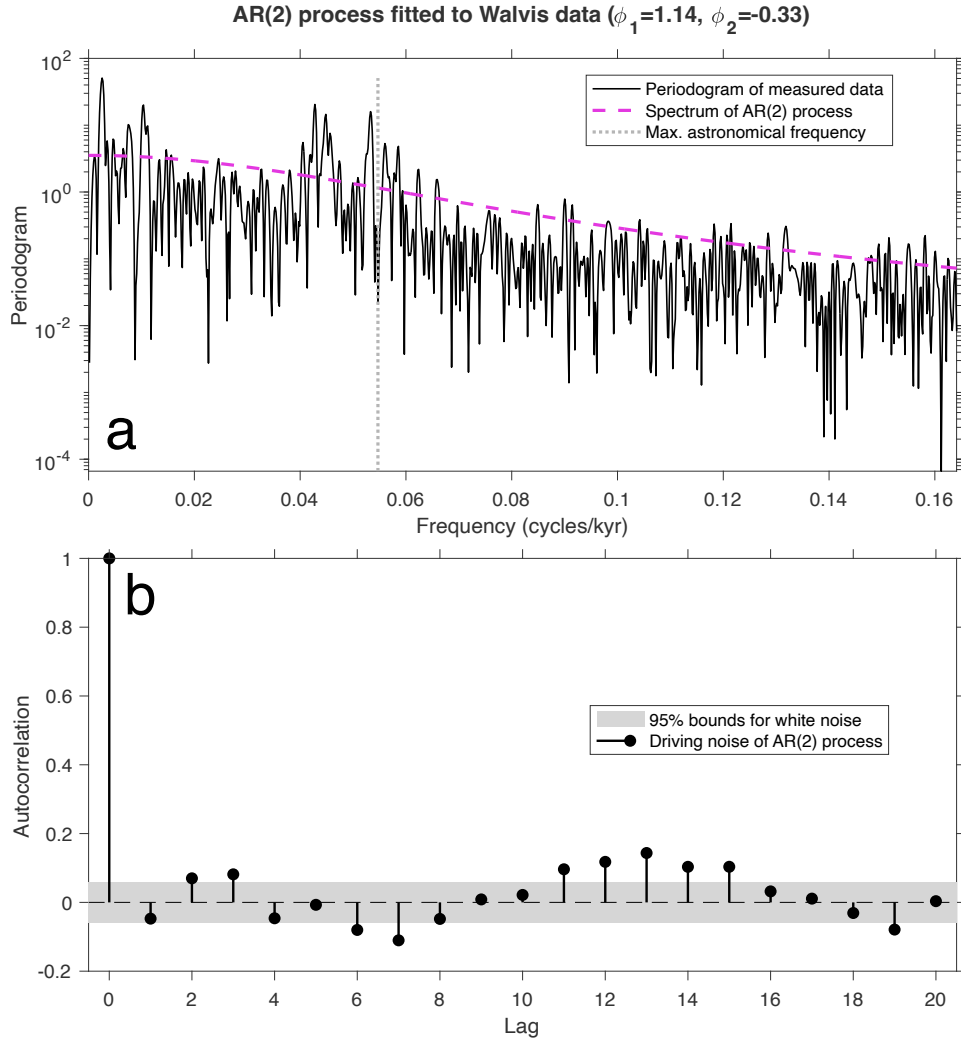 AR(2) process fitted to Walvis data (ϕ₁=1.14, ϕ₂=-0.33)
10²
10⁰
10⁻²
10⁻⁴
Periodogram
Periodogram of measured data
Spectrum of AR(2) process
Max. astronomical frequency
a
0 0.02 0.04 0.06 0.08 0.1 0.12 0.14 0.16
Frequency (cycles/kyr)
1
0.8
0.6
0.4
0.2
0
-0.2
Autocorrelation
b
95% bounds for white noise
Driving noise of AR(2) process
0 2 4 6 8 10 12 14 16 18 20
Lag